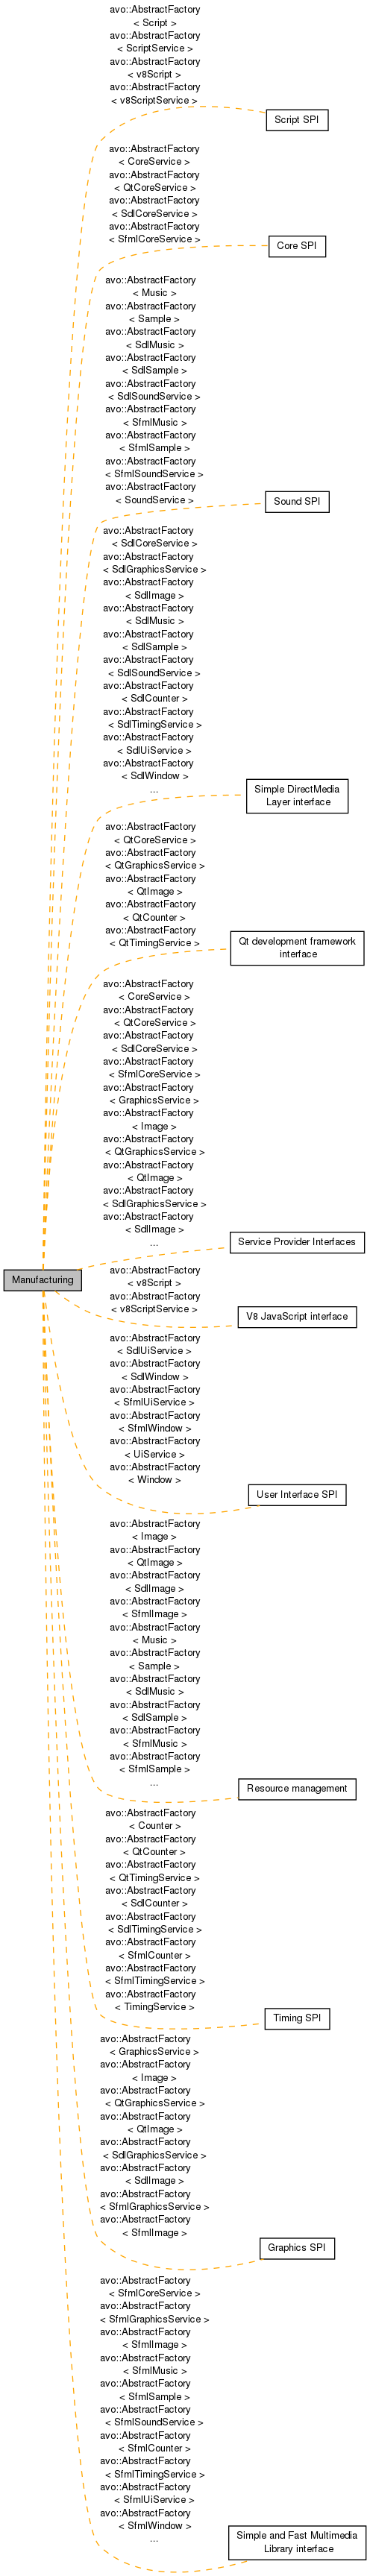 avo::AbstractFactory
< Script >
avo::AbstractFactory
< ScriptService >
avo::AbstractFactory
< v8Script >
avo::AbstractFactory
< v8ScriptService >
Script SPI
avo::AbstractFactory
< CoreService >
avo::AbstractFactory
< QtCoreService >
avo::AbstractFactory
< SdlCoreService >
avo::AbstractFactory
< SfmlCoreService >
Core SPI
avo::AbstractFactory
< Music >
avo::AbstractFactory
< Sample >
avo::AbstractFactory
< SdlMusic >
avo::AbstractFactory
< SdlSample >
avo::AbstractFactory
< SdlSoundService >
avo::AbstractFactory
< SfmlMusic >
avo::AbstractFactory
< SfmlSample >
avo::AbstractFactory
< SfmlSoundService >
avo::AbstractFactory
< SoundService >
Sound SPI
avo::AbstractFactory
< SdlCoreService >
avo::AbstractFactory
< SdlGraphicsService >
avo::AbstractFactory
< SdlImage >
avo::AbstractFactory
< SdlMusic >
avo::AbstractFactory
< SdlSample >
avo::AbstractFactory
< SdlSoundService >
avo::AbstractFactory
< SdlCounter >
avo::AbstractFactory
< SdlTimingService >
avo::AbstractFactory
< SdlUiService >
avo::AbstractFactory
< SdlWindow >
...
Simple DirectMedia
Layer interface
avo::AbstractFactory
< QtCoreService >
avo::AbstractFactory
< QtGraphicsService >
avo::AbstractFactory
< QtImage >
avo::AbstractFactory
< QtCounter >
avo::AbstractFactory
< QtTimingService >
Qt development framework
interface
avo::AbstractFactory
< CoreService >
avo::AbstractFactory
< QtCoreService >
avo::AbstractFactory
< SdlCoreService >
avo::AbstractFactory
< SfmlCoreService >
avo::AbstractFactory
< GraphicsService >
avo::AbstractFactory
< Image >
avo::AbstractFactory
< QtGraphicsService >
avo::AbstractFactory
< QtImage >
avo::AbstractFactory
< SdlGraphicsService >
avo::AbstractFactory
< SdlImage >
...
Service Provider Interfaces
Manufacturing
avo::AbstractFactory
< v8Script >
avo::AbstractFactory
< v8ScriptService >
V8 JavaScript interface
avo::AbstractFactory
< SdlUiService >
avo::AbstractFactory
< SdlWindow >
avo::AbstractFactory
< SfmlUiService >
avo::AbstractFactory
< SfmlWindow >
avo::AbstractFactory
< UiService >
avo::AbstractFactory
< Window >
User Interface SPI
avo::AbstractFactory
< Image >
avo::AbstractFactory
< QtImage >
avo::AbstractFactory
< SdlImage >
avo::AbstractFactory
< SfmlImage >
avo::AbstractFactory
< Music >
avo::AbstractFactory
< Sample >
avo::AbstractFactory
< SdlMusic >
avo::AbstractFactory
< SdlSample >
avo::AbstractFactory
< SfmlMusic >
avo::AbstractFactory
< SfmlSample >
...
Resource management
avo::AbstractFactory
< Counter >
avo::AbstractFactory
< QtCounter >
avo::AbstractFactory
< QtTimingService >
avo::AbstractFactory
< SdlCounter >
avo::AbstractFactory
< SdlTimingService >
avo::AbstractFactory
< SfmlCounter >
avo::AbstractFactory
< SfmlTimingService >
avo::AbstractFactory
< TimingService >
Timing SPI
avo::AbstractFactory
< GraphicsService >
avo::AbstractFactory
< Image >
avo::AbstractFactory
< QtGraphicsService >
avo::AbstractFactory
< QtImage >
avo::AbstractFactory
< SdlGraphicsService >
avo::AbstractFactory
< SdlImage >
avo::AbstractFactory
< SfmlGraphicsService >
avo::AbstractFactory
< SfmlImage >
Graphics SPI
avo::AbstractFactory
< SfmlCoreService >
avo::AbstractFactory
< SfmlGraphicsService >
avo::AbstractFactory
< SfmlImage >
avo::AbstractFactory
< SfmlMusic >
avo::AbstractFactory
< SfmlSample >
avo::AbstractFactory
< SfmlSoundService >
avo::AbstractFactory
< SfmlCounter >
avo::AbstractFactory
< SfmlTimingService >
avo::AbstractFactory
< SfmlUiService >
avo::AbstractFactory
< SfmlWindow >
...
Simple and Fast Multimedia
Library interface